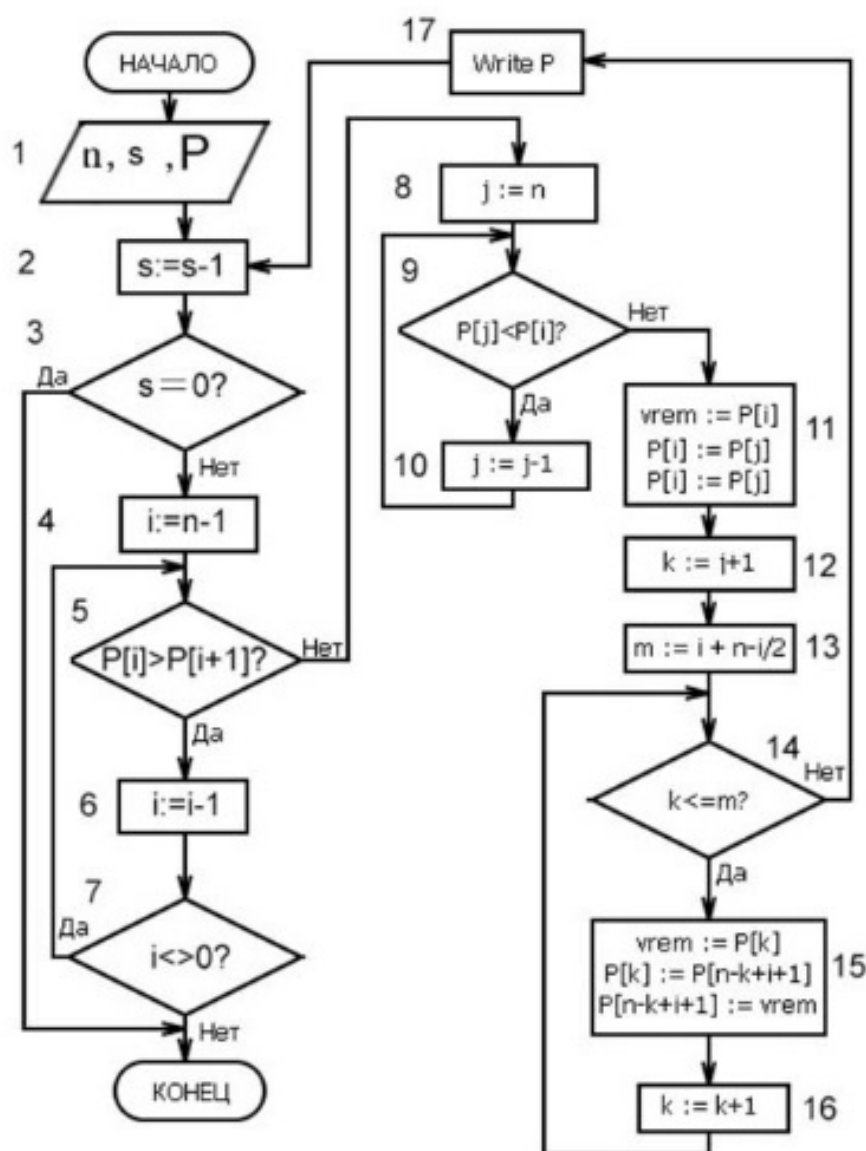 НАЧАЛО
1
n, s , P
2
s:=s-1
3
s=0?
Да
Нет
4
i:=n-1
5
P[i]>P[i+1]?
Нет
Да
6
i:=i-1
7
Да
i<>0?
Нет
КОНЕЦ
17
Write P
8
j := n
9
P[j]<P[i]?
Нет
Да
10
j := j-1
vrem := P[i]
P[i] := P[j]
P[i] := P[j]
11
k := j+1
12
m := i + n-i/2
13
14
k<=m?
Нет
Да
vrem := P[k]
P[k] := P[n-k+i+1]
P[n-k+i+1] := vrem
15
k := k+1
16